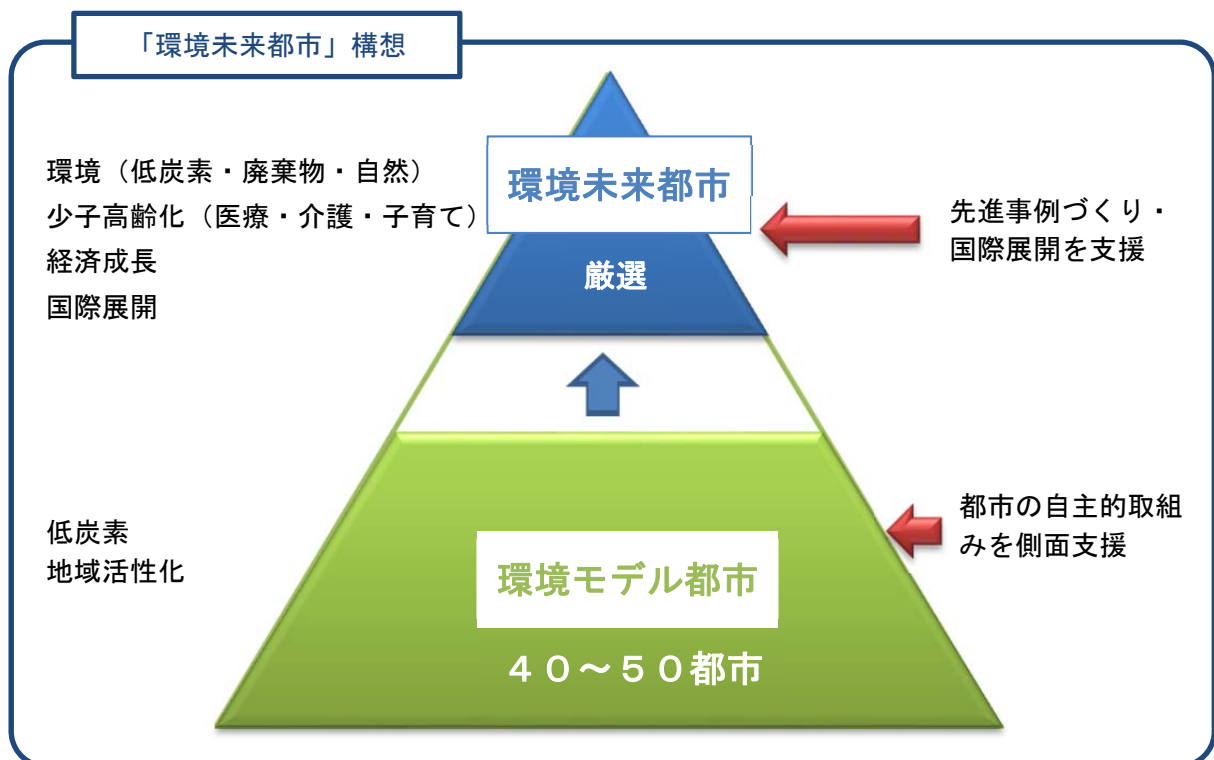 「環境未来都市」構想
環境（低炭素・廃棄物・自然）
少子高齢化（医療・介護・子育て）
経済成長
国際展開
環境未来都市
厳選
先進事例づくり・
国際展開を支援
低炭素
地域活性化
環境モデル都市
４０～５０都市
都市の自主的取組
みを側面支援